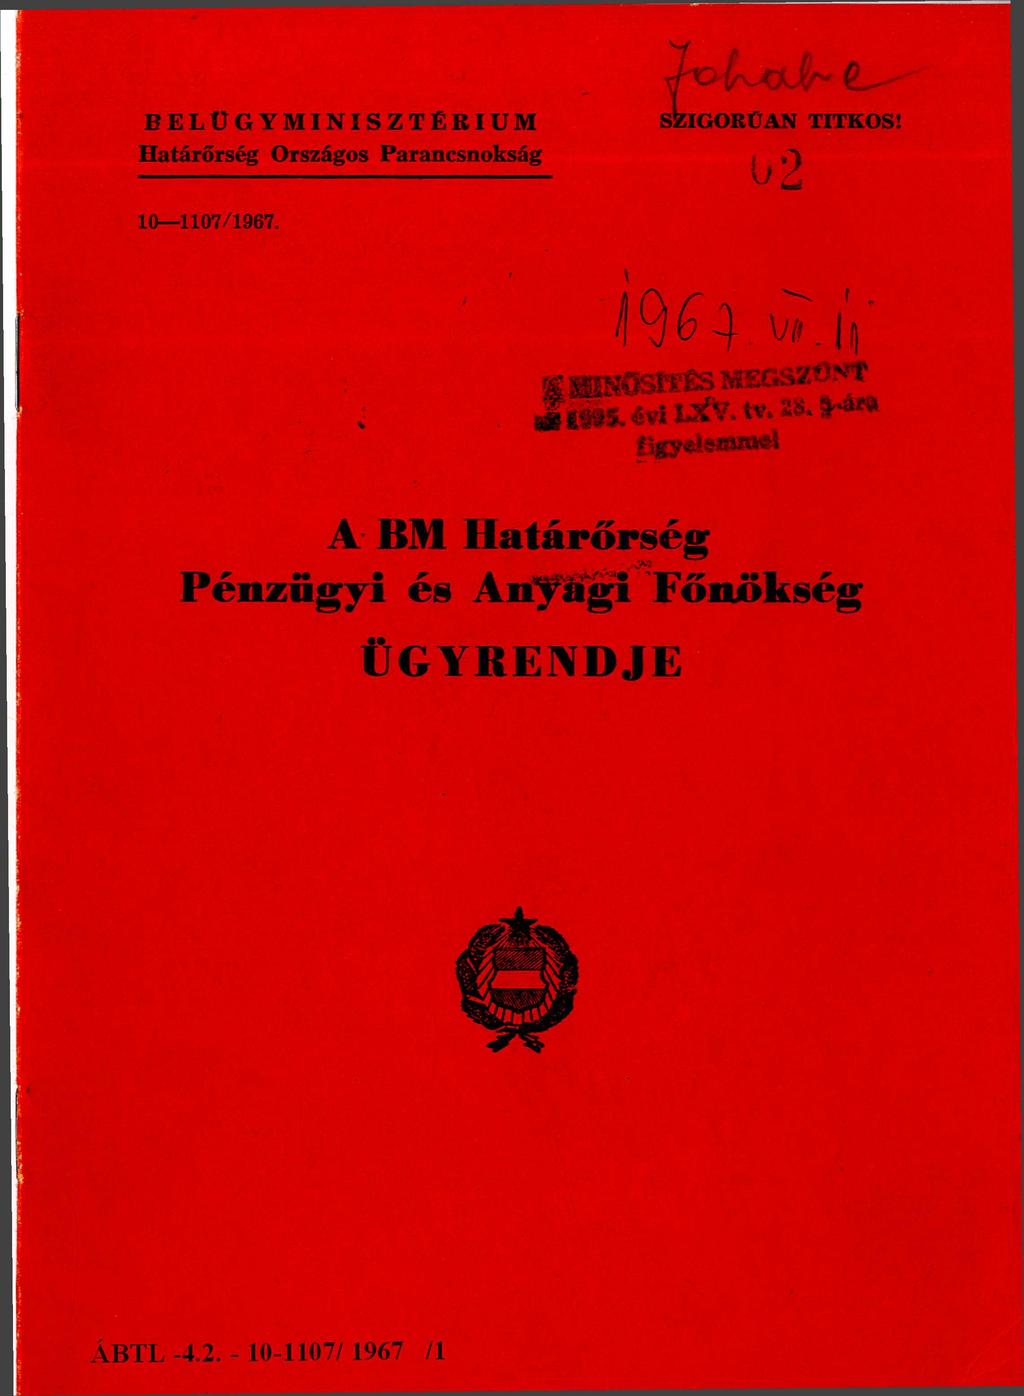 BELÜGYMINISZTÉRIUM
Határőrség Országos Parancsnokság
10—1107/1967.
SZIGORÚAN TITKOS!
02
1967. VII. 11
A MINŐSÍTÉS MEGSZŰNT
1995. évi LXV. tv. 28. §-ára
figyelemmel
A BM Határőrség
Pénzügyi és Anyagi Főnökség
ÜGYRENDJE
ÁBTL -4.2. - 10-1107/ 1967 /1